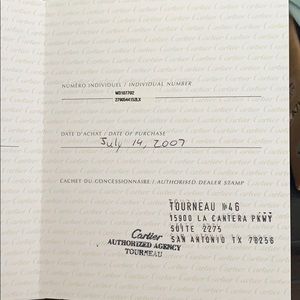 NUMÉRO INDIVIDUEL / INDIVIDUAL NUMBER
DATE D'ACHAT / DATE OF PURCHASE
July 14, 2007
CACHET DU CONCESSIONNAIRE / AUTHORISED DEALER STAMP
TOURNEAU №46
15900 LA CANTERA PKWY
SUITE 2275
SAN ANTONIO TX 78256
Cartier
AUTHORIZED AGENCY
TOURNEAU